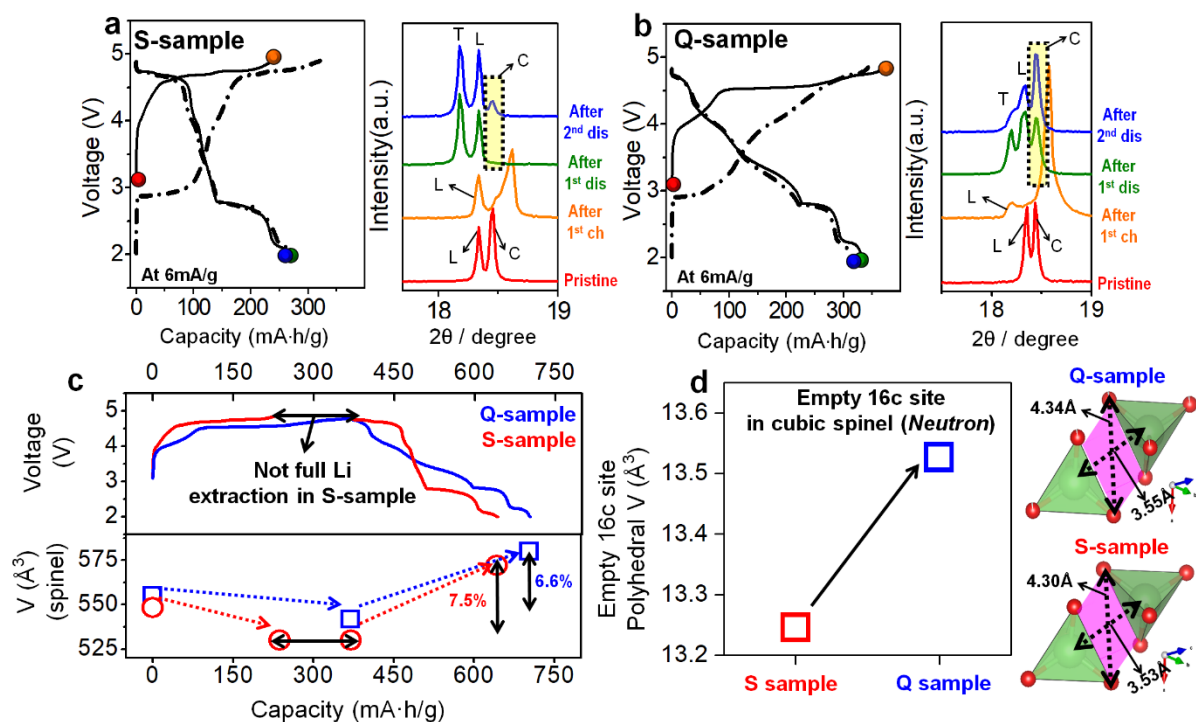 a
S-sample
5
4
3
2
Voltage (V)
At 6mA/g
0 100 200 300
Capacity (mA·h/g)
T L
C
After
2nd dis
After
1st dis
L
After
1st ch
L
C
Pristine
Intensity(a.u.)
18 19
2θ / degree
b
Q-sample
5
4
3
2
Voltage (V)
At 6mA/g
0 100 200 300
Capacity (mA·h/g)
C
L
T
After
2nd dis
After
1st dis
L
After
1st ch
L
C
Pristine
Intensity(a.u.)
18 19
2θ / degree
c
0 150 300 450 600 750
5
4
3
2
Voltage
(V)
Q-sample
S-sample
Not full Li
extraction in S-sample
575
550
525
V (Å3)
(spinel)
7.5%
6.6%
0 150 300 450 600 750
Capacity (mA·h/g)
d
13.6
13.5
13.4
13.3
13.2
Empty 16c site
Polyhedral V (Å3)
Empty 16c site
in cubic spinel (Neutron)
S sample Q sample
Q-sample
4.34Å
3.55Å
S-sample
4.30Å
3.53Å